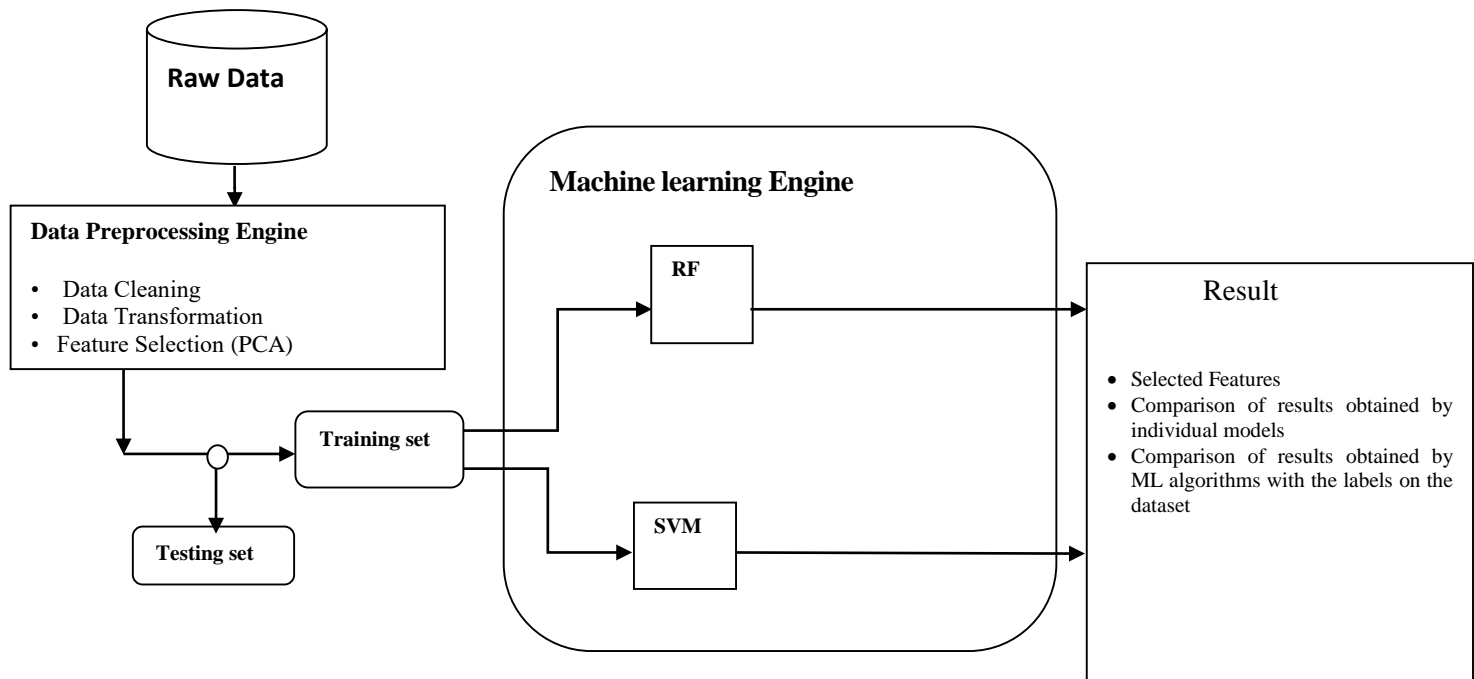 Raw Data
Data Preprocessing Engine
• Data Cleaning
• Data Transformation
• Feature Selection (PCA)
Training set
Testing set
Machine learning Engine
RF
SVM
Result
• Selected Features
• Comparison of results obtained by
individual models
• Comparison of results obtained by
ML algorithms with the labels on the
dataset